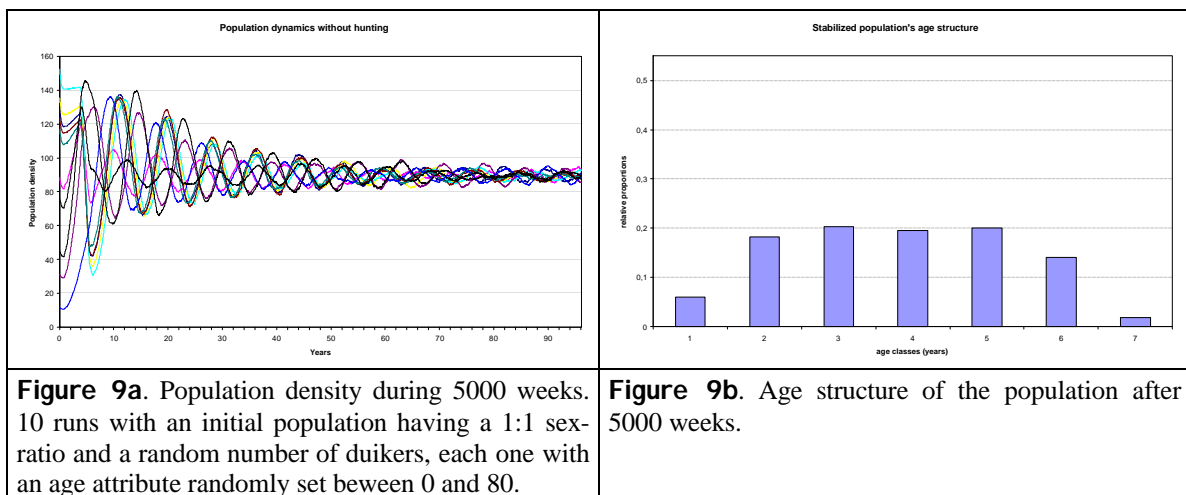 Population dynamics without hunting
160
140
120
100
80
60
40
20
0
Population density
0 10 20 30 40 50 60 70 80 90
Years
Stabilized population's age structure
0,5
0,4
0,3
0,2
0,1
0
relative proportions
1 2 3 4 5 6 7
age classes (years)
Figure 9a. Population density during 5000 weeks.
10 runs with an initial population having a 1:1 sex-
ratio and a random number of duikers, each one with
an age attribute randomly set beween 0 and 80.
Figure 9b. Age structure of the population after
5000 weeks.